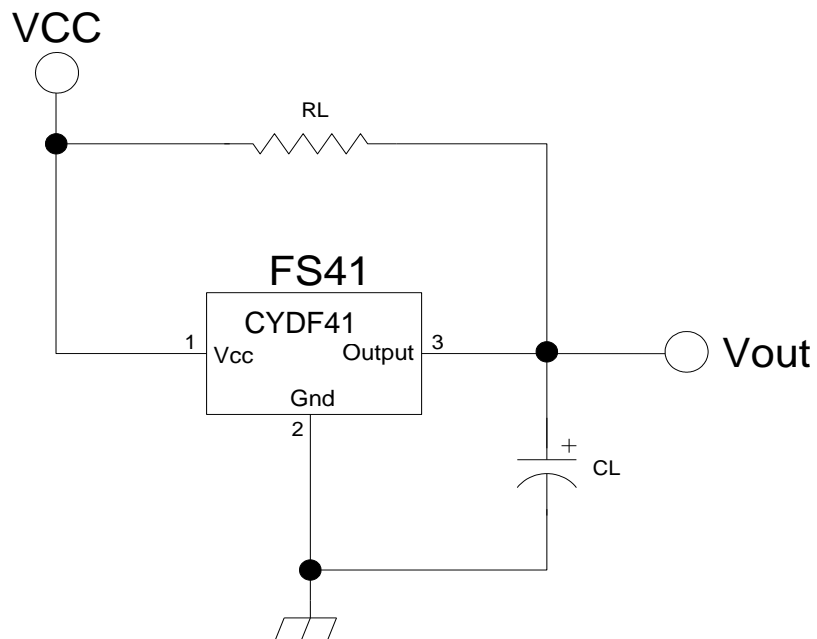 VCC
RL
FS41
CYDF41
1
Vcc
Output
3
Vout
Gnd
2
+
CL